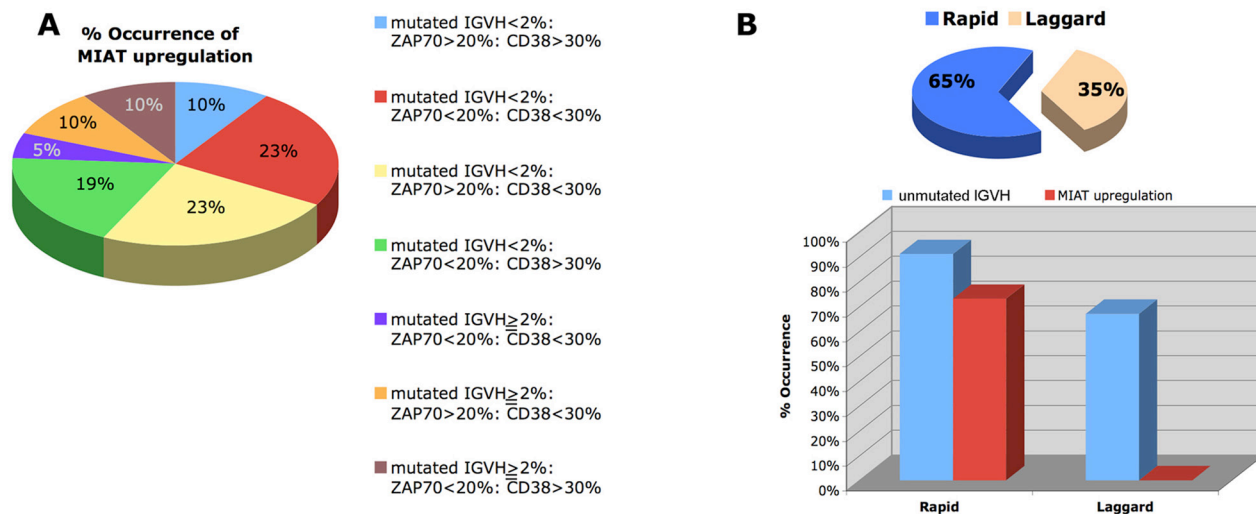 A
% Occurrence of
MIAT upregulation
10%
23%
23%
19%
5%
10%
10%
mutated IGVH<2%:
ZAP70>20%: CD38>30%
mutated IGVH<2%:
ZAP70<20%: CD38<30%
mutated IGVH<2%:
ZAP70>20%: CD38<30%
mutated IGVH<2%:
ZAP70<20%: CD38>30%
mutated IGVH≧2%:
ZAP70<20%: CD38<30%
mutated IGVH≧2%:
ZAP70>20%: CD38<30%
mutated IGVH≧2%:
ZAP70<20%: CD38>30%
B
Rapid Laggard
65%
35%
unmutated IGVH MIAT upregulation
% Occurrence
100%
90%
80%
70%
60%
50%
40%
30%
20%
10%
0%
Rapid Laggard